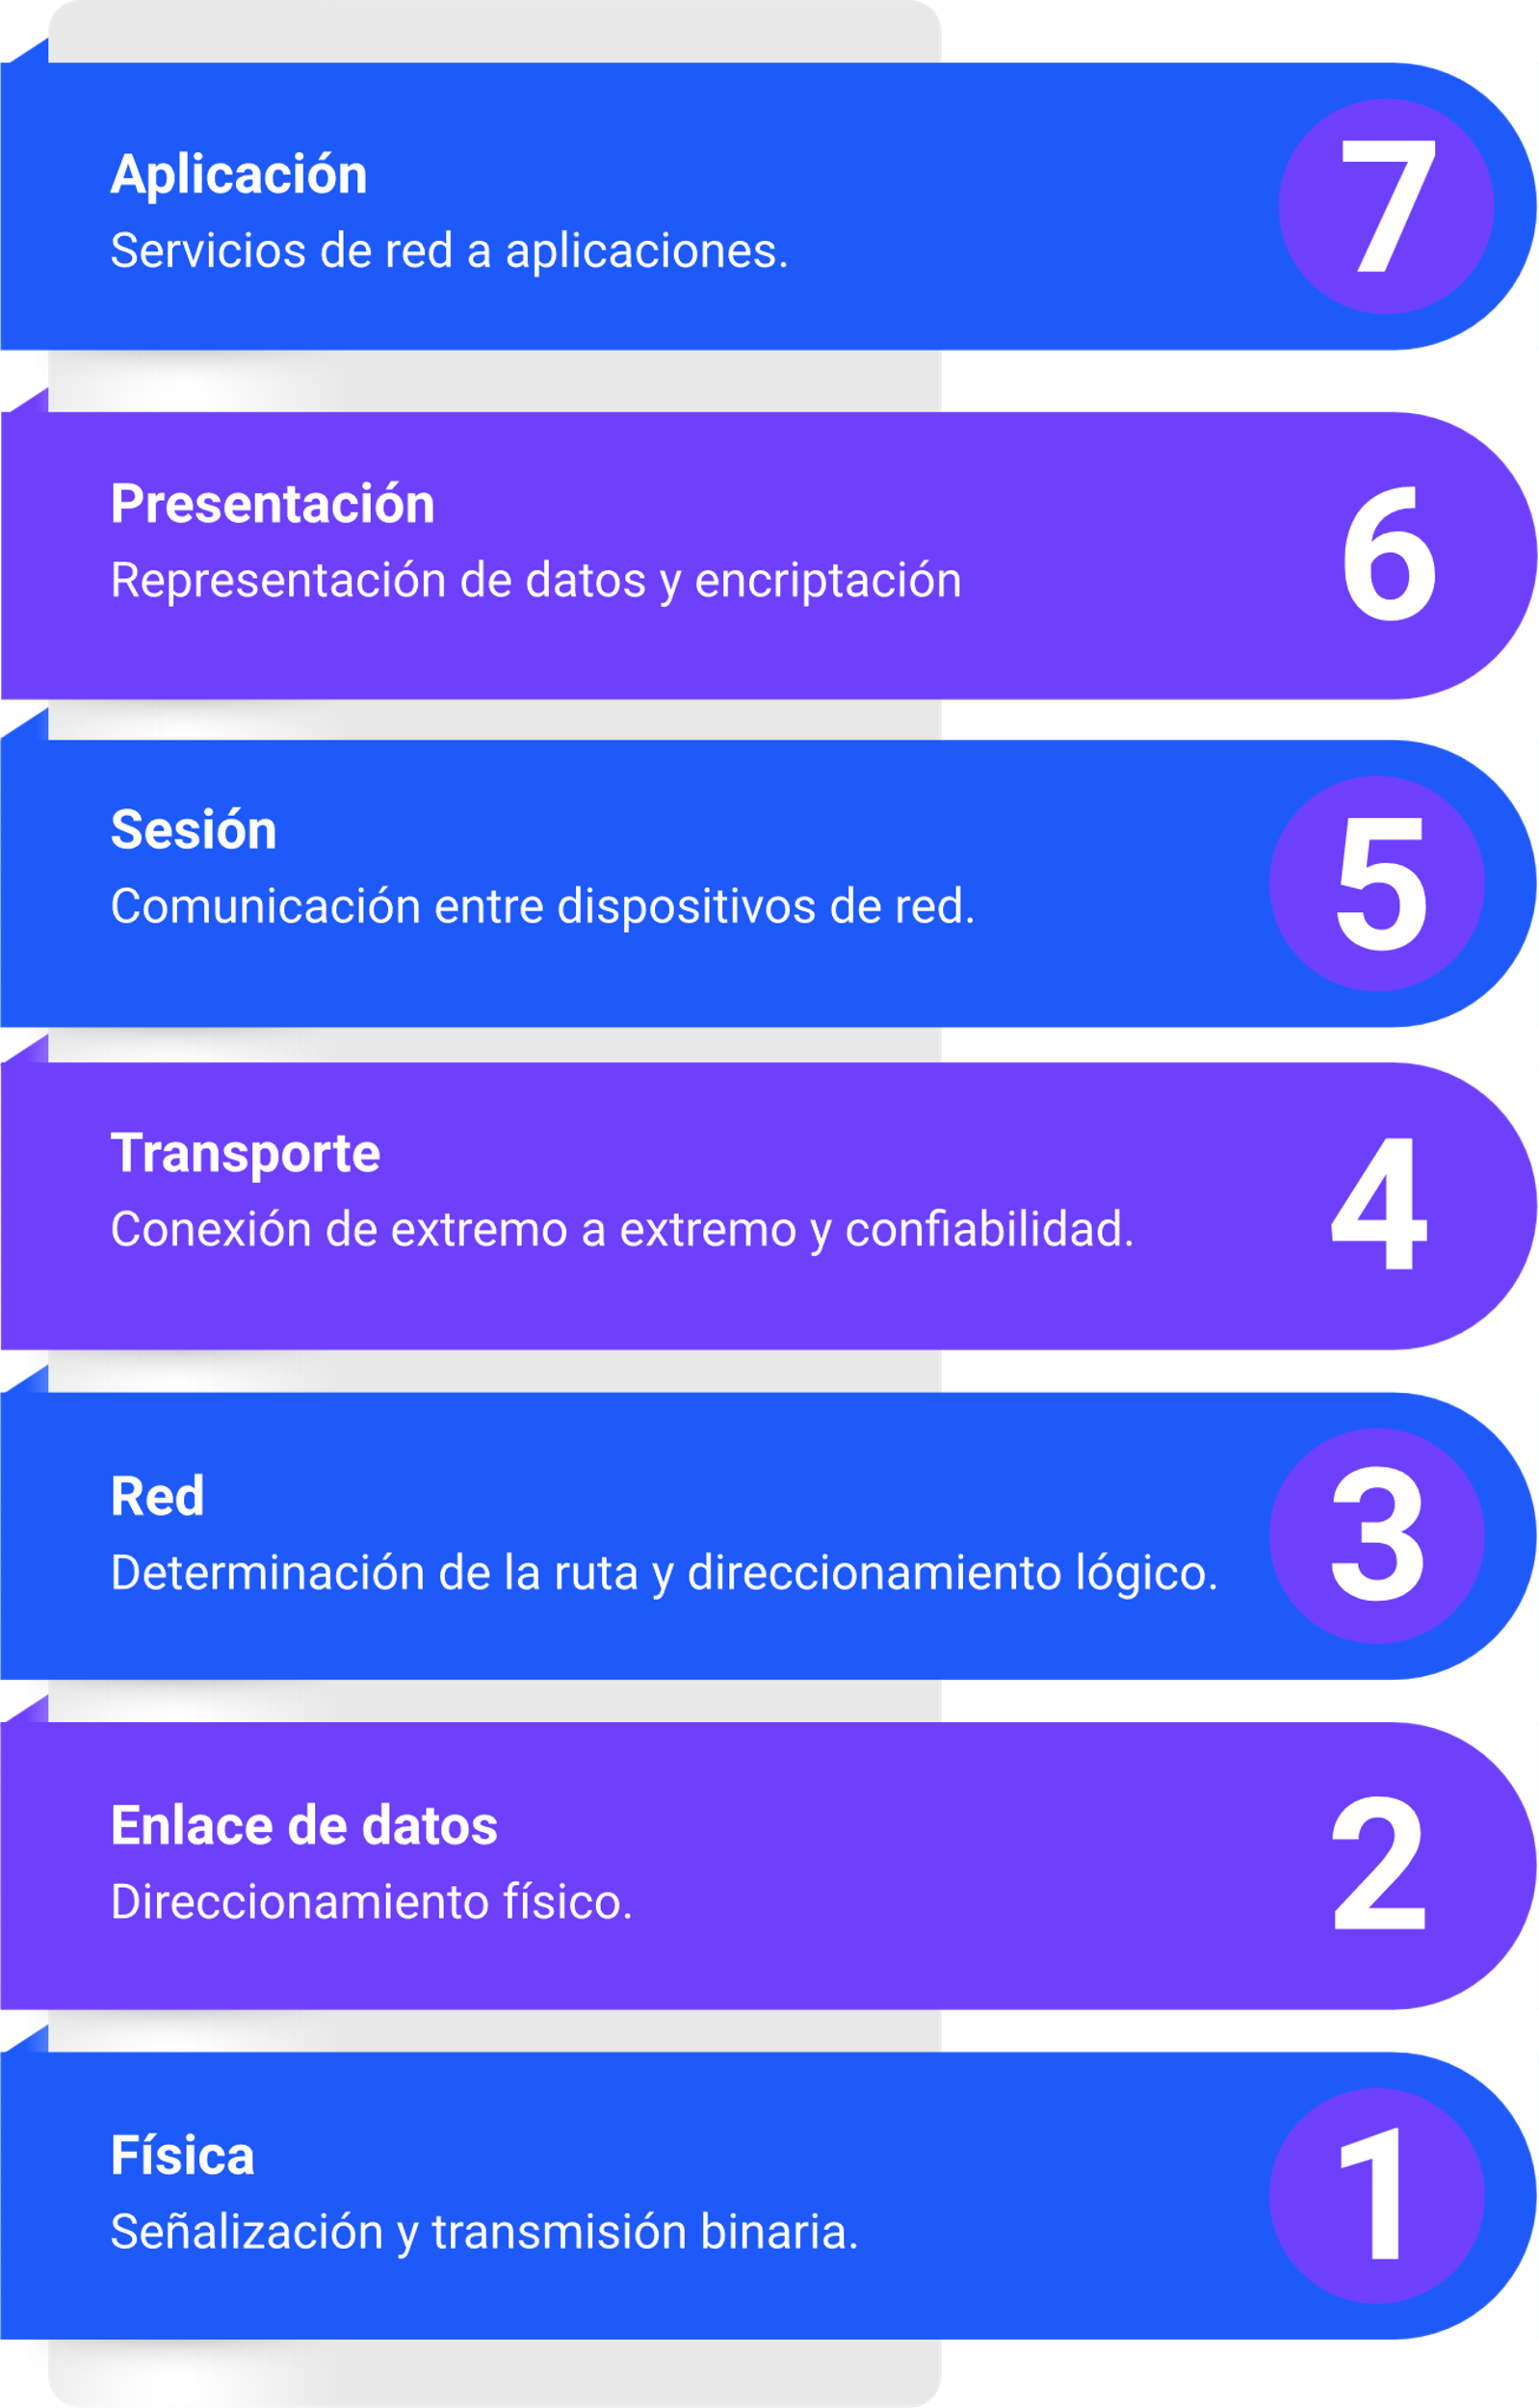 Aplicación
Servicios de red a aplicaciones.
7
Presentación
Representación de datos y encriptación
6
Sesión
Comunicación entre dispositivos de red.
5
Transporte
Conexión de extremo a extremo y confiabilidad.
4
Red
Determinación de la ruta y direccionamiento lógico.
3
Enlace de datos
Direccionamiento físico.
2
Física
Señalización y transmisión binaria.
1